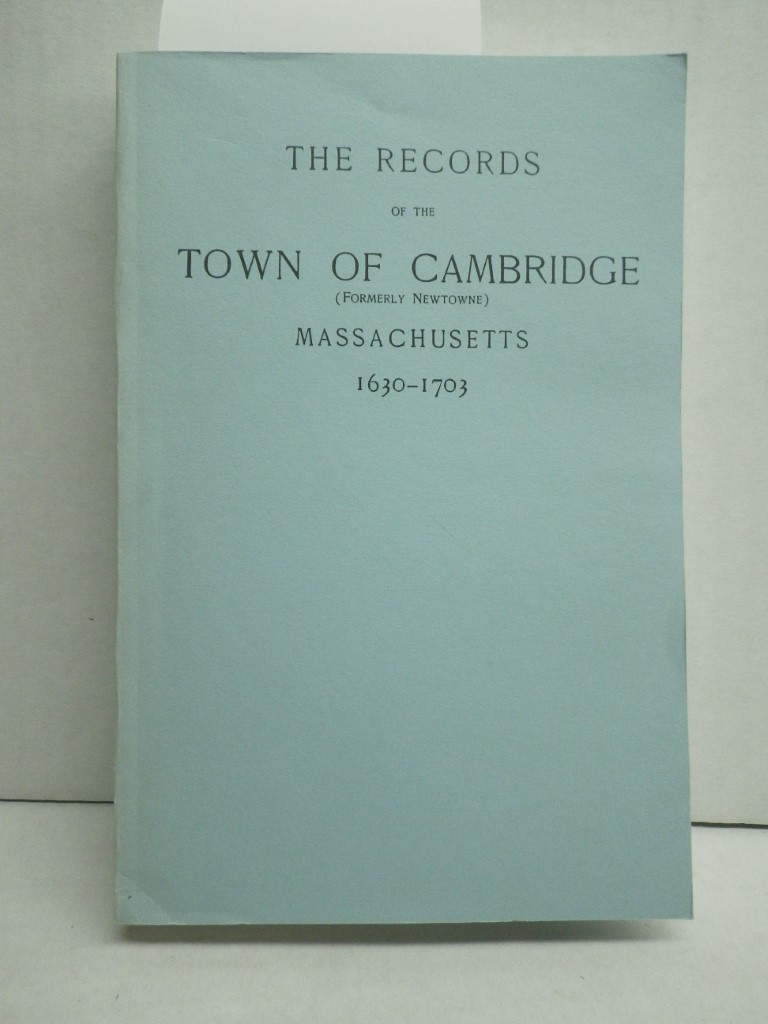 THE RECORDS
OF THE
TOWN OF CAMBRIDGE
(FORMERLY NEWTOWNE)
MASSACHUSETTS
1630–1703